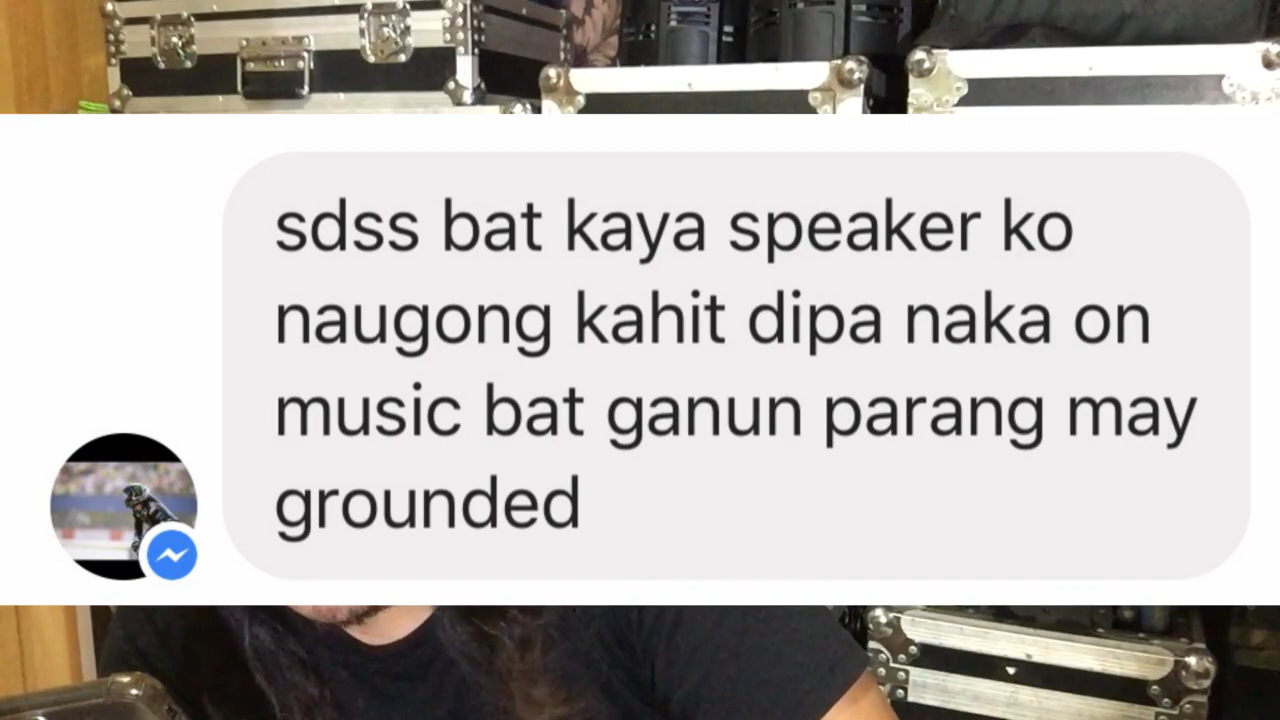 sdss bat kaya speaker ko
naugong kahit dipa naka on
music bat ganun parang may
grounded